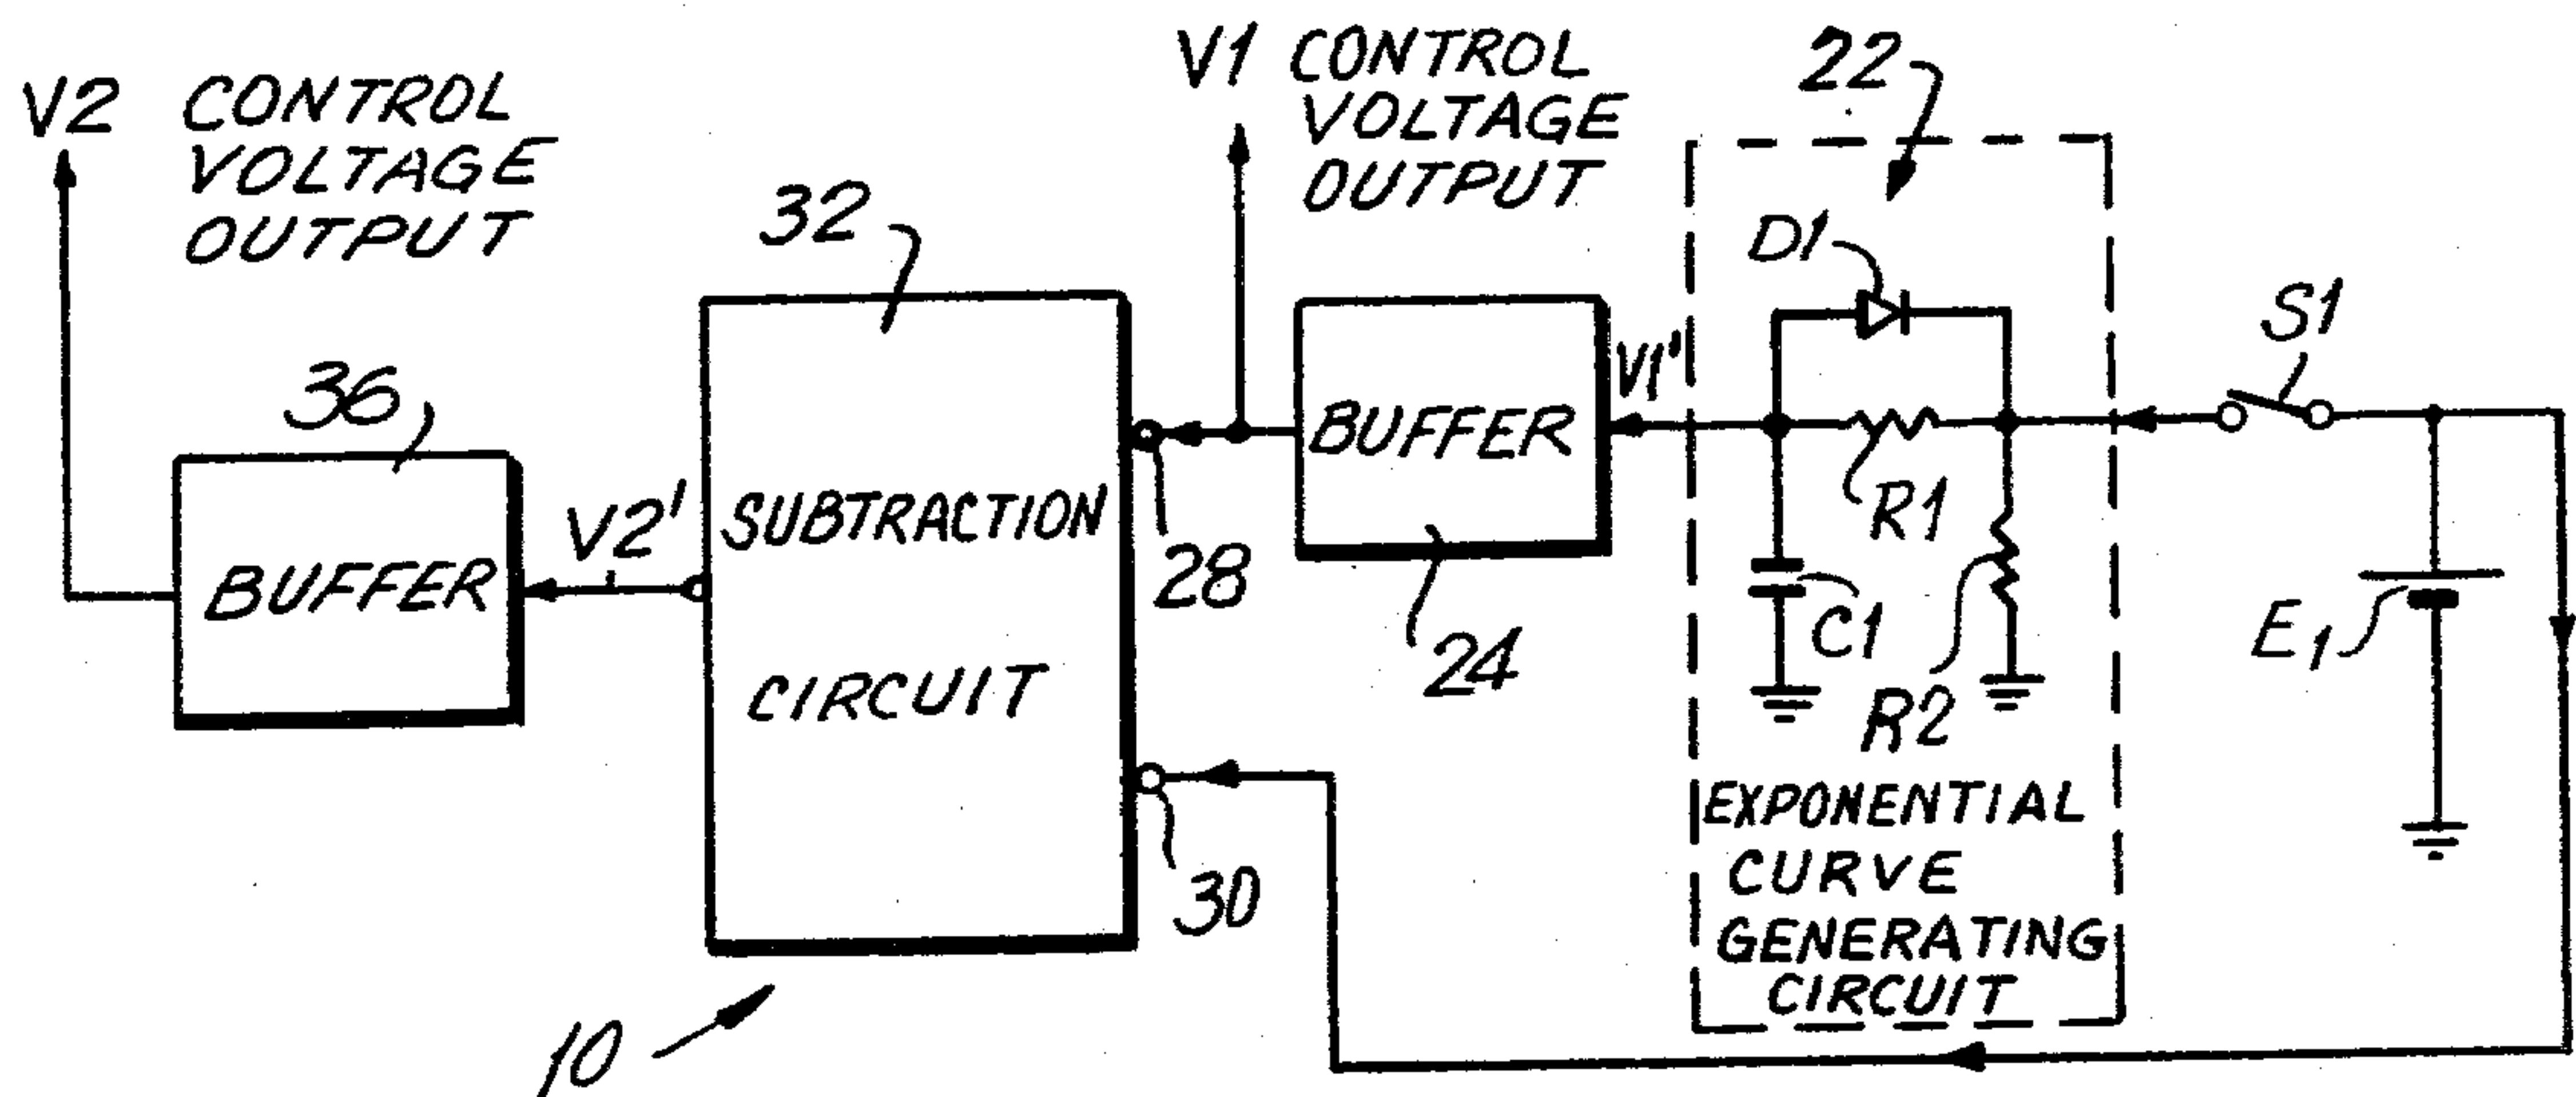 V2 CONTROL
VOLTAGE
OUTPUT
V1 CONTROL
VOLTAGE
OUTPUT
22
32
D1
S1
36
V1'
BUFFER
R1
SUBTRACTION
CIRCUIT
28
V2'
BUFFER
24
C1
R2
E1
30
EXPONENTIAL
CURVE
GENERATING
CIRCUIT
10